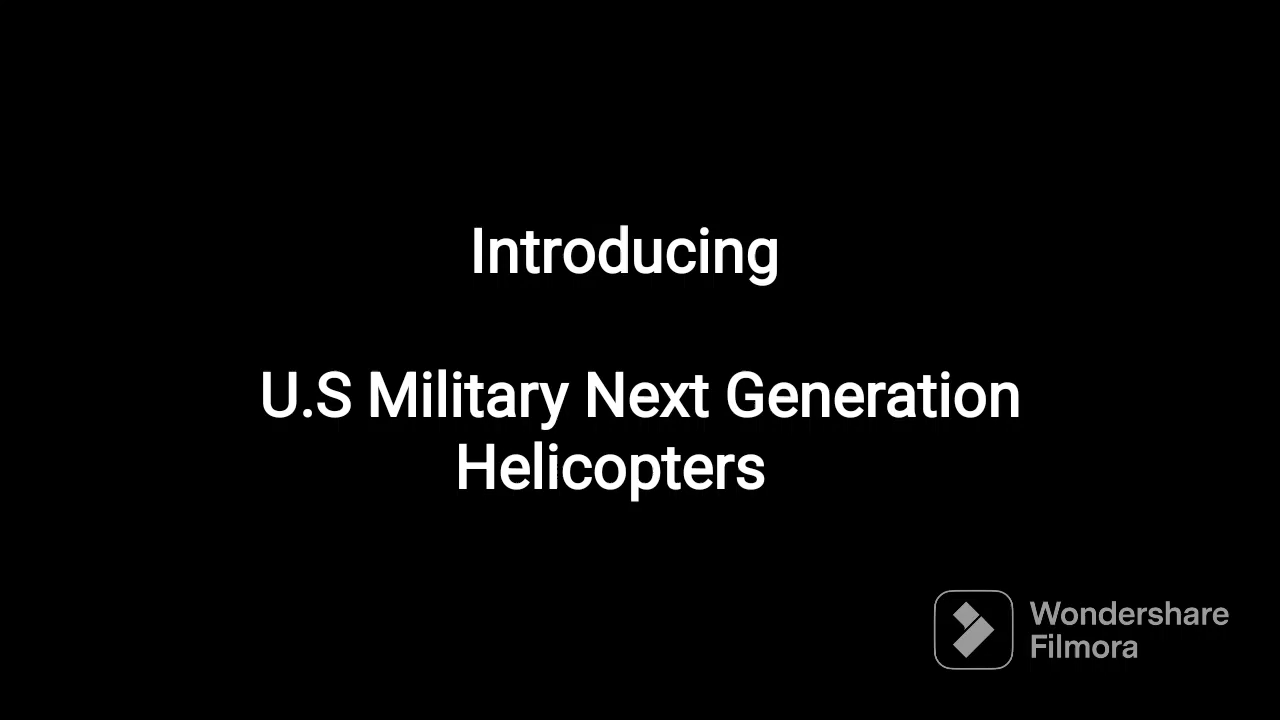 Introducing
U.S Military Next Generation
Helicopters
Wondershare
Filmora